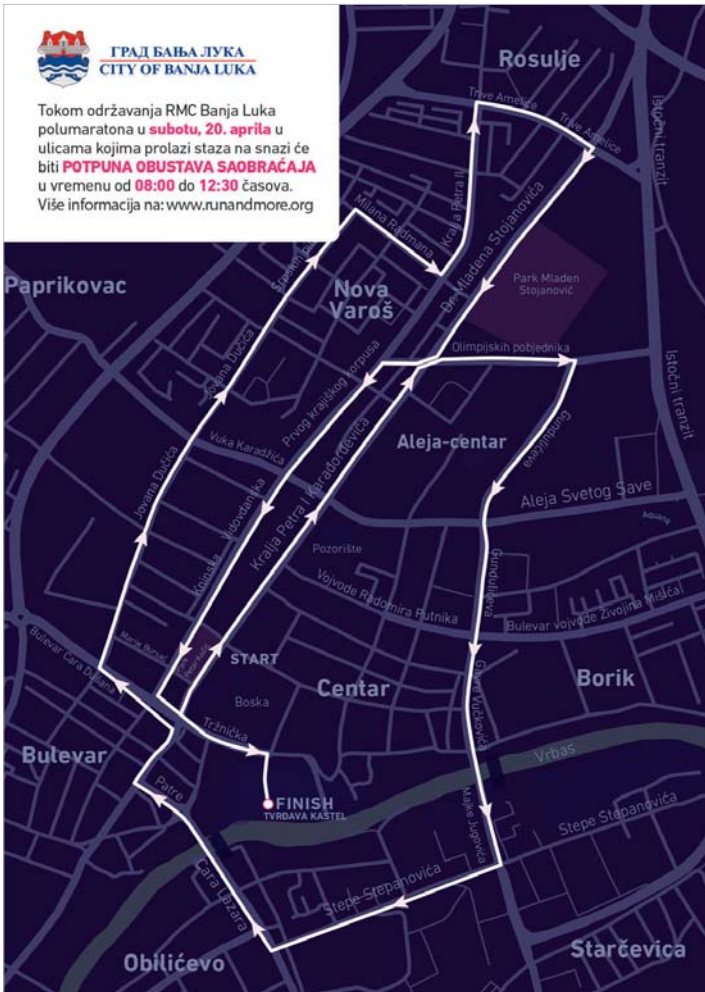 ГРАД БАЊА ЛУКА
CITY OF BANJA LUKA
Tokom održavanja RMC Banja Luka
polumaratona u subotu, 20. aprila u
ulicama kojima prolazi staza na snazi će
biti POTPUNA OBUSTAVA SAOBRAĆAJA
u vremenu od 08:00 do 12:30 časova.
Više informacija na: www.runandmore.org
Rosulje
Trive Amelice
Trive Amelice
Istočni tranzit
Kralja Petra II
Milana Radmana
Dr. Mladena Stojanovića
Park Mladen
Stojanović
Paprikovac
Nova
Varoš
Jovana Dučića
Olimpijskih pobjednika
Istočni tranzit
Prvog krajiškog korpusa
Gundulićeva
Vuka Karadžića
Aleja-centar
Kralja Petra I Karađorđevića
Jovana Dučića
Vidovdanska
Aleja Svetog Save
Kninska
Pozorište
Gundulićeva
Vojvode Radomira Putnika
Bulevar vojvode Živojina Mišića
Bulevar Cara Dušana
START
Centar
Borik
Boska
Tržnička
Bulevar
Vrbas
Patre
FINISH
TVRĐAVA KASTEL
Majke Jugovića
Stepe Stepanovića
Cara Lazara
Stepe Stepanovića
Obilićevo
Starčevica